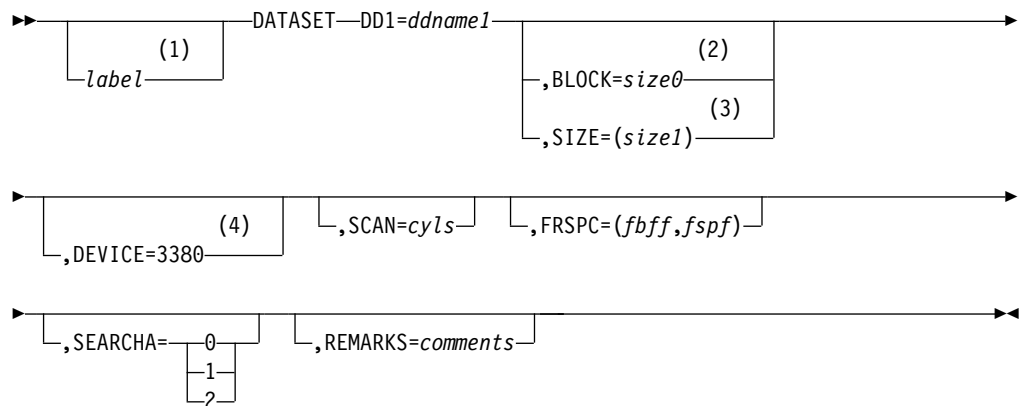 DATASET DD1=ddname1
(1) (2)
label ,BLOCK=size0
(3)
,SIZE=(size1)
(4) ,SCAN=cyls ,FRSPC=(fbff,fspf)
,DEVICE=3380
,SEARCHA= 0 ,REMARKS=comments
1
2